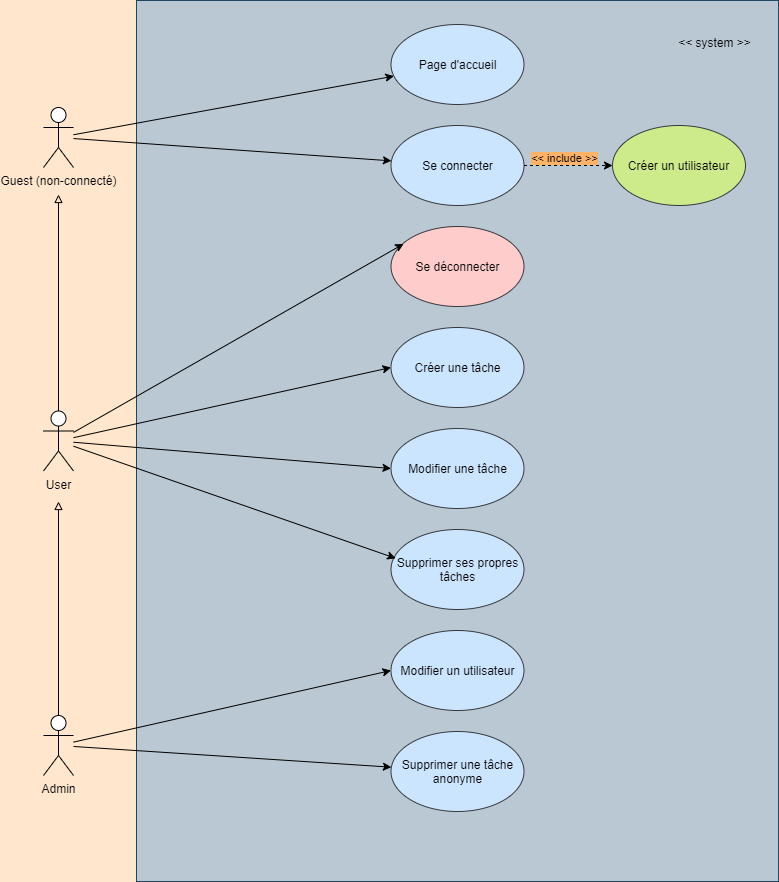 << system >>
Page d'accueil
Guest (non-connecté)
Se connecter
<< include >>
Créer un utilisateur
Se déconnecter
Créer une tâche
User
Modifier une tâche
Supprimer ses propres
tâches
Modifier un utilisateur
Admin
Supprimer une tâche
anonyme